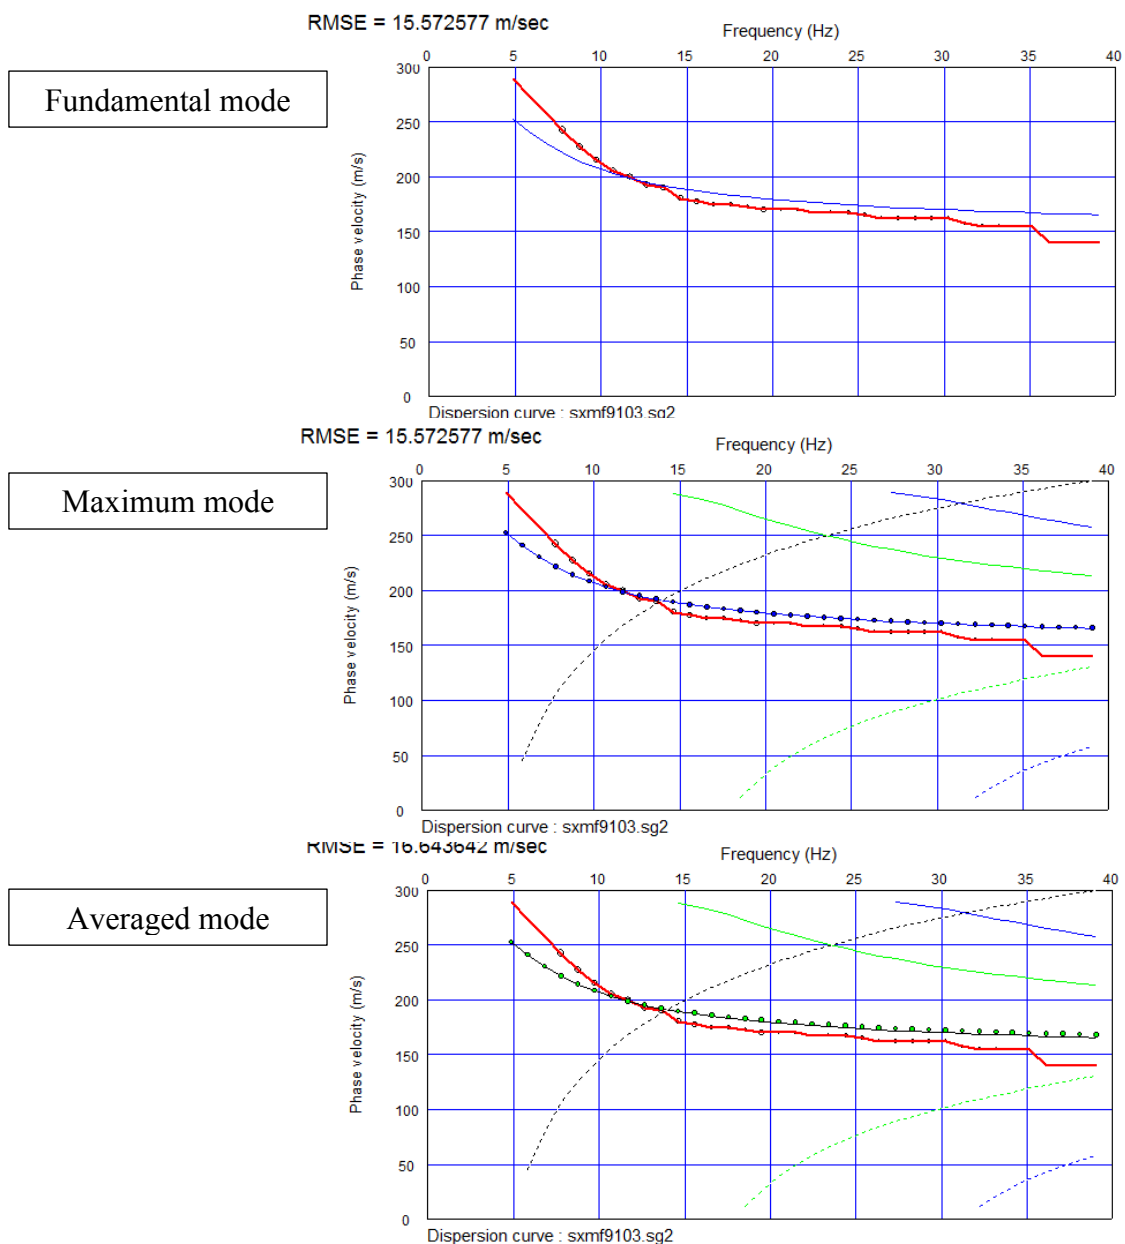 RMSE = 15.572577 m/sec
Frequency (Hz)
0 5 10 15 20 25 30 35 40
Fundamental mode
300
250
200
150
100
50
0
Phase velocity (m/s)
Dispersion curve : sxmf9103.sg2
RMSE = 15.572577 m/sec
Frequency (Hz)
0 5 10 15 20 25 30 35 40
Maximum mode
300
250
200
150
100
50
0
Phase velocity (m/s)
Dispersion curve : sxmf9103.sg2
RMSE = 16.643642 m/sec
Frequency (Hz)
0 5 10 15 20 25 30 35 40
Averaged mode
300
250
200
150
100
50
0
Phase velocity (m/s)
Dispersion curve : sxmf9103.sg2